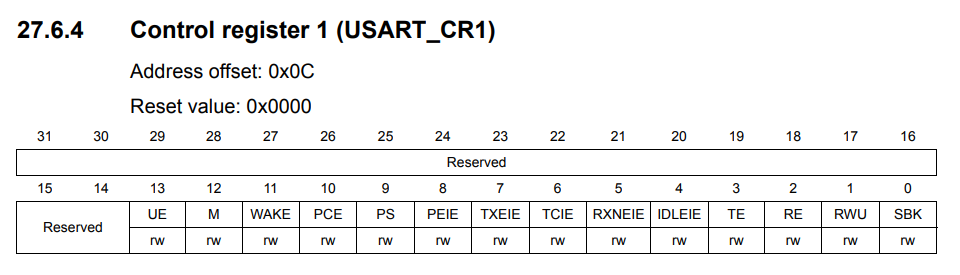 27.6.4 Control register 1 (USART_CR1)
Address offset: 0x0C
Reset value: 0x0000
31 30 29 28 27 26 25 24 23 22 21 20 19 18 17 16
Reserved
15 14 13 12 11 10 9 8 7 6 5 4 3 2 1 0
Reserved UE M WAKE PCE PS PEIE TXEIE TCIE RXNEIE IDLEIE TE RE RWU SBK
rw rw rw rw rw rw rw rw rw rw rw rw rw rw